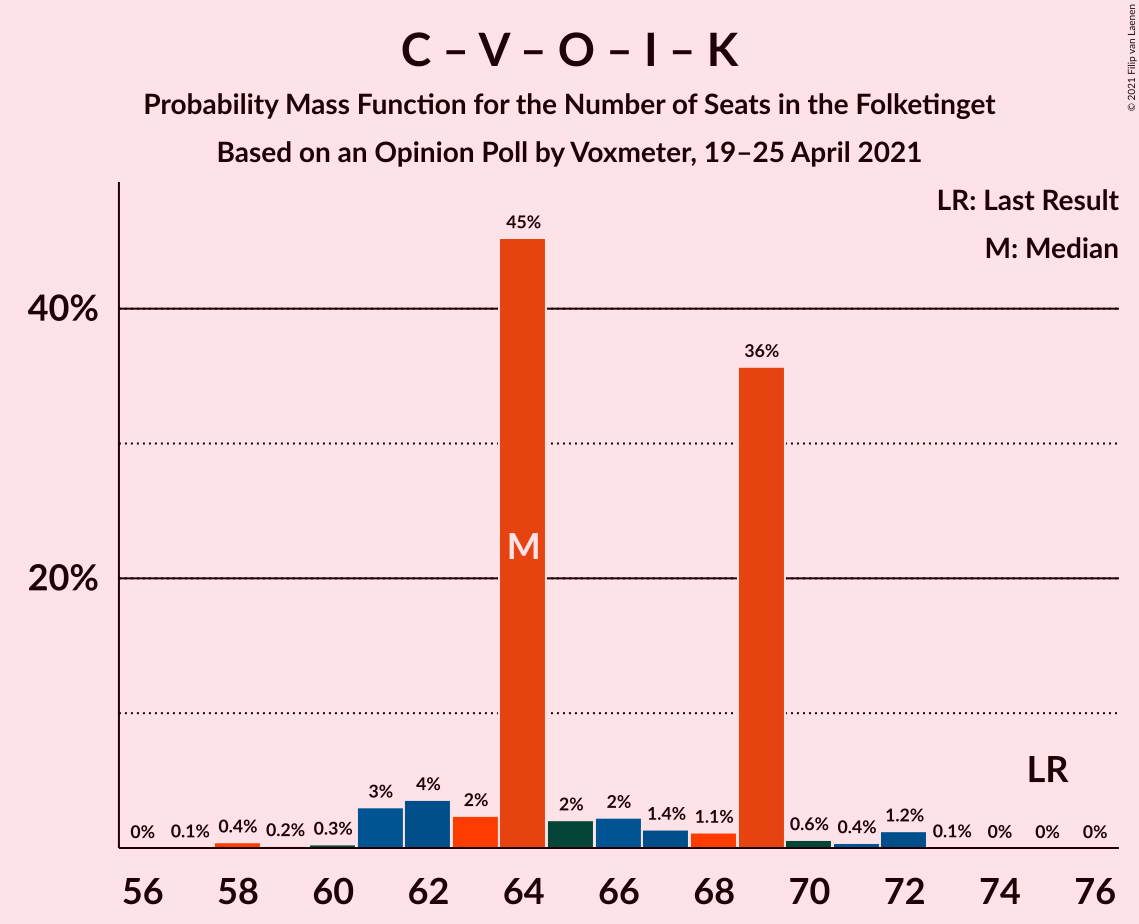 C – V – O – I – K
Probability Mass Function for the Number of Seats in the Folketinget
Based on an Opinion Poll by Voxmeter, 19–25 April 2021
© 2021 Filip van Laenen
LR: Last Result
M: Median
40%
20%
0%
0.1%
0.4%
0.2%
0.3%
3%
4%
2%
45%
M
2%
2%
1.4%
1.1%
36%
0.6%
0.4%
1.2%
0.1%
0%
0%
0%
LR
56 58 60 62 64 66 68 70 72 74 76